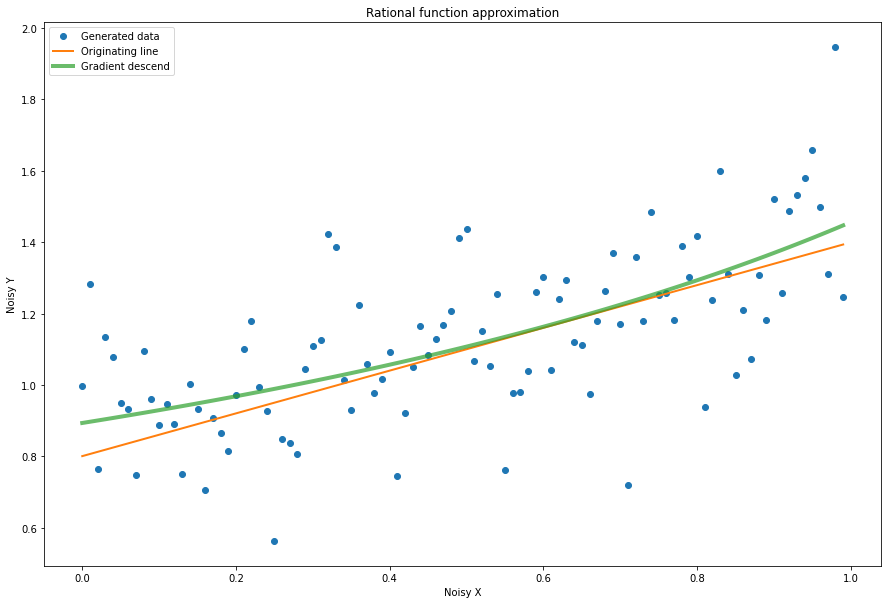 Rational function approximation
Generated data
Originating line
Gradient descend
Noisy Y
2.0
1.8
1.6
1.4
1.2
1.0
0.8
0.6
0.0 0.2 0.4 0.6 0.8 1.0
Noisy X